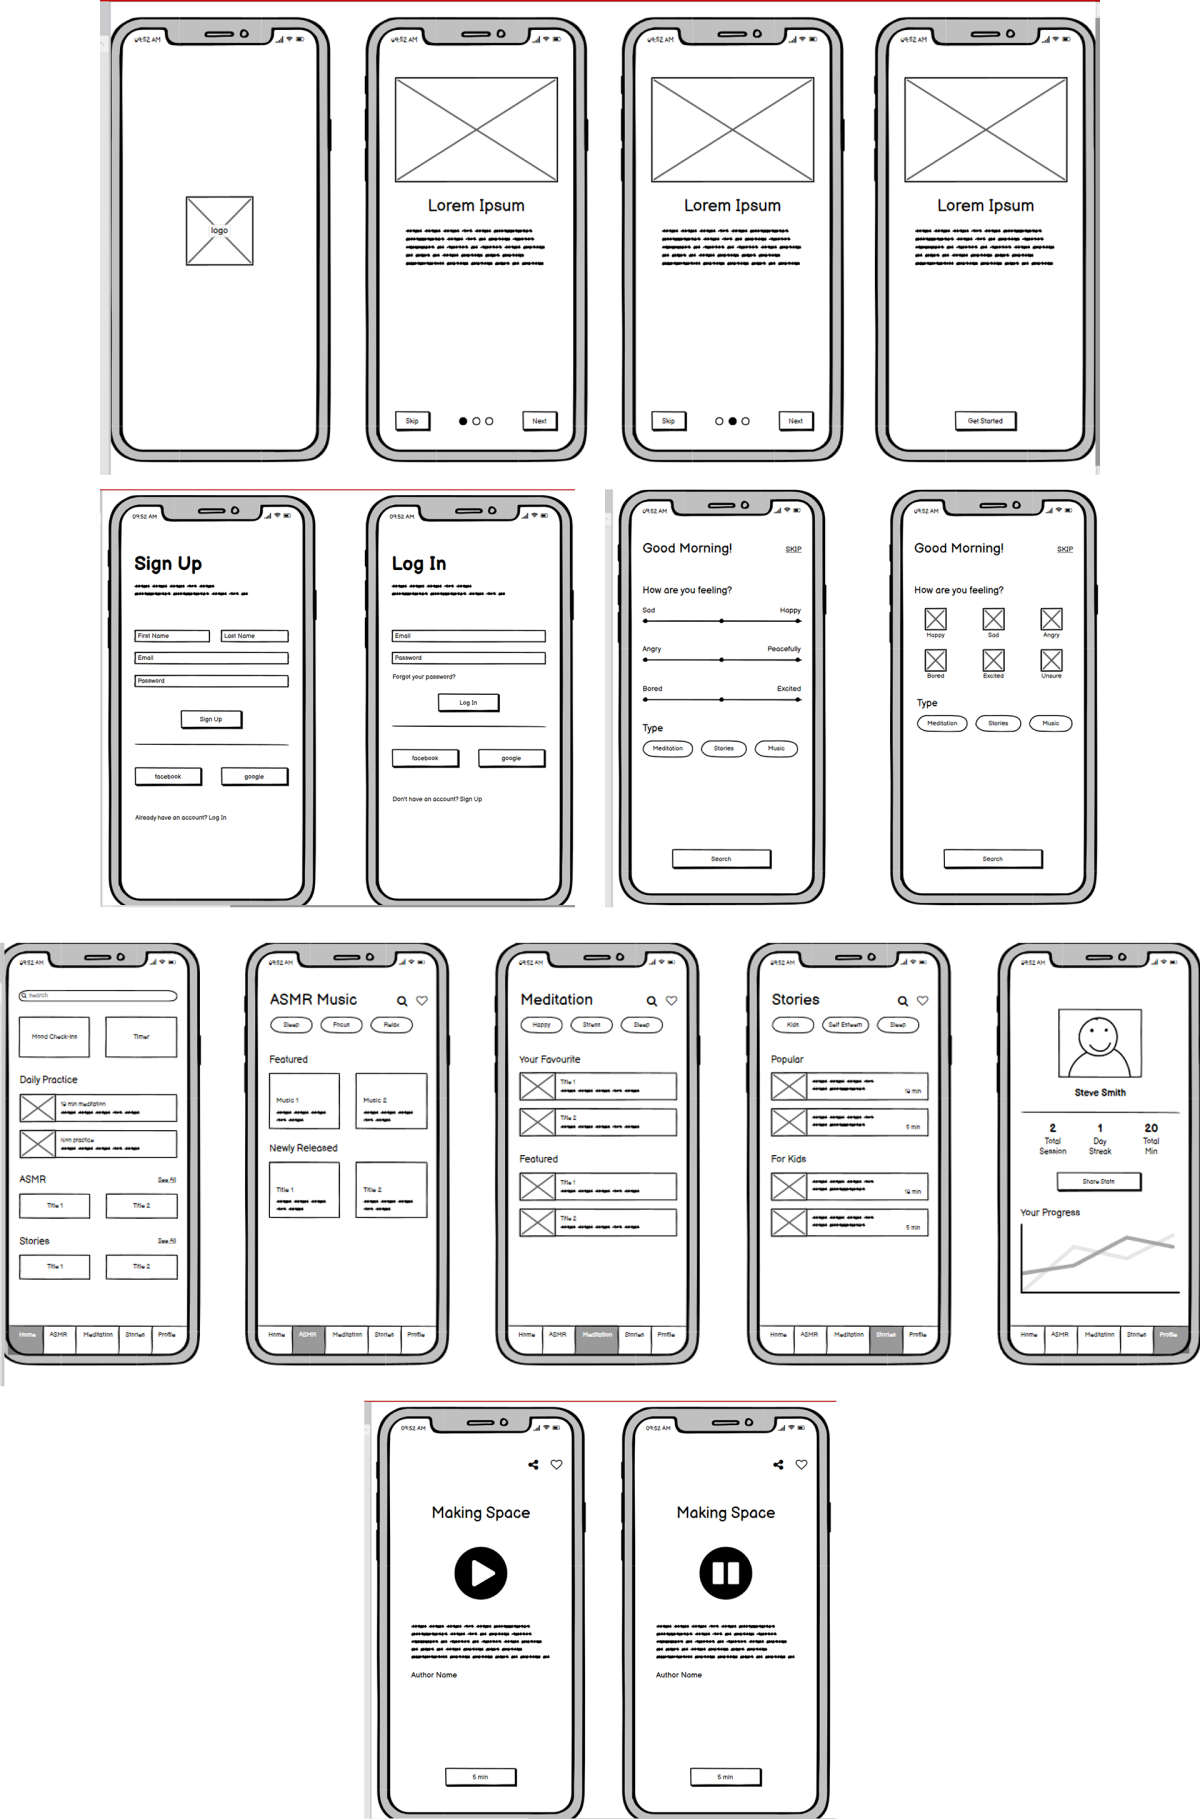 09:52 AM
logo
09:52 AM
Lorem Ipsum
Skip
Next
09:52 AM
Lorem Ipsum
Skip
Next
09:52 AM
Lorem Ipsum
Get Started
09:52 AM
Sign Up
First Name
Last Name
Email
Password
Sign Up
facebook
google
Already have an account? Log In
09:52 AM
Log In
Email
Password
Forgot your password?
Log In
facebook
google
Don't have an account? Sign Up
09:52 AM
Good Morning!
SKIP
How are you feeling?
Sad
Happy
Angry
Peacefully
Bored
Excited
Type
Meditation
Stories
Music
Search
09:52 AM
Good Morning!
SKIP
How are you feeling?
Happy
Sad
Angry
Bored
Excited
Unsure
Type
Meditation
Stories
Music
Search
09:52 AM
search
Mood Check-ins
Timer
Daily Practice
10 min meditation
practice
ASMR
See All
Title 1
Title 2
Stories
See All
Title 1
Title 2
Home
ASMR
Meditation
Stories
Profile
09:52 AM
ASMR Music
Sleep
Focus
Relax
Featured
Music 1
Music 2
Newly Released
Title 1
Title 2
Home
ASMR
Meditation
Stories
Profile
09:52 AM
Meditation
Happy
Stress
Sleep
Your Favourite
Title 1
Title 2
Featured
Title 1
Title 2
Home
ASMR
Meditation
Stories
Profile
09:52 AM
Stories
Kids
Self Esteem
Sleep
Popular
10 min
5 min
For Kids
10 min
5 min
Home
ASMR
Meditation
Stories
Profile
09:52 AM
Steve Smith
2
Total
Session
1
Day
Streak
20
Total
Min
Share Stats
Your Progress
Home
ASMR
Meditation
Stories
Profile
09:52 AM
Making Space
Author Name
5 min
09:52 AM
Making Space
Author Name
5 min